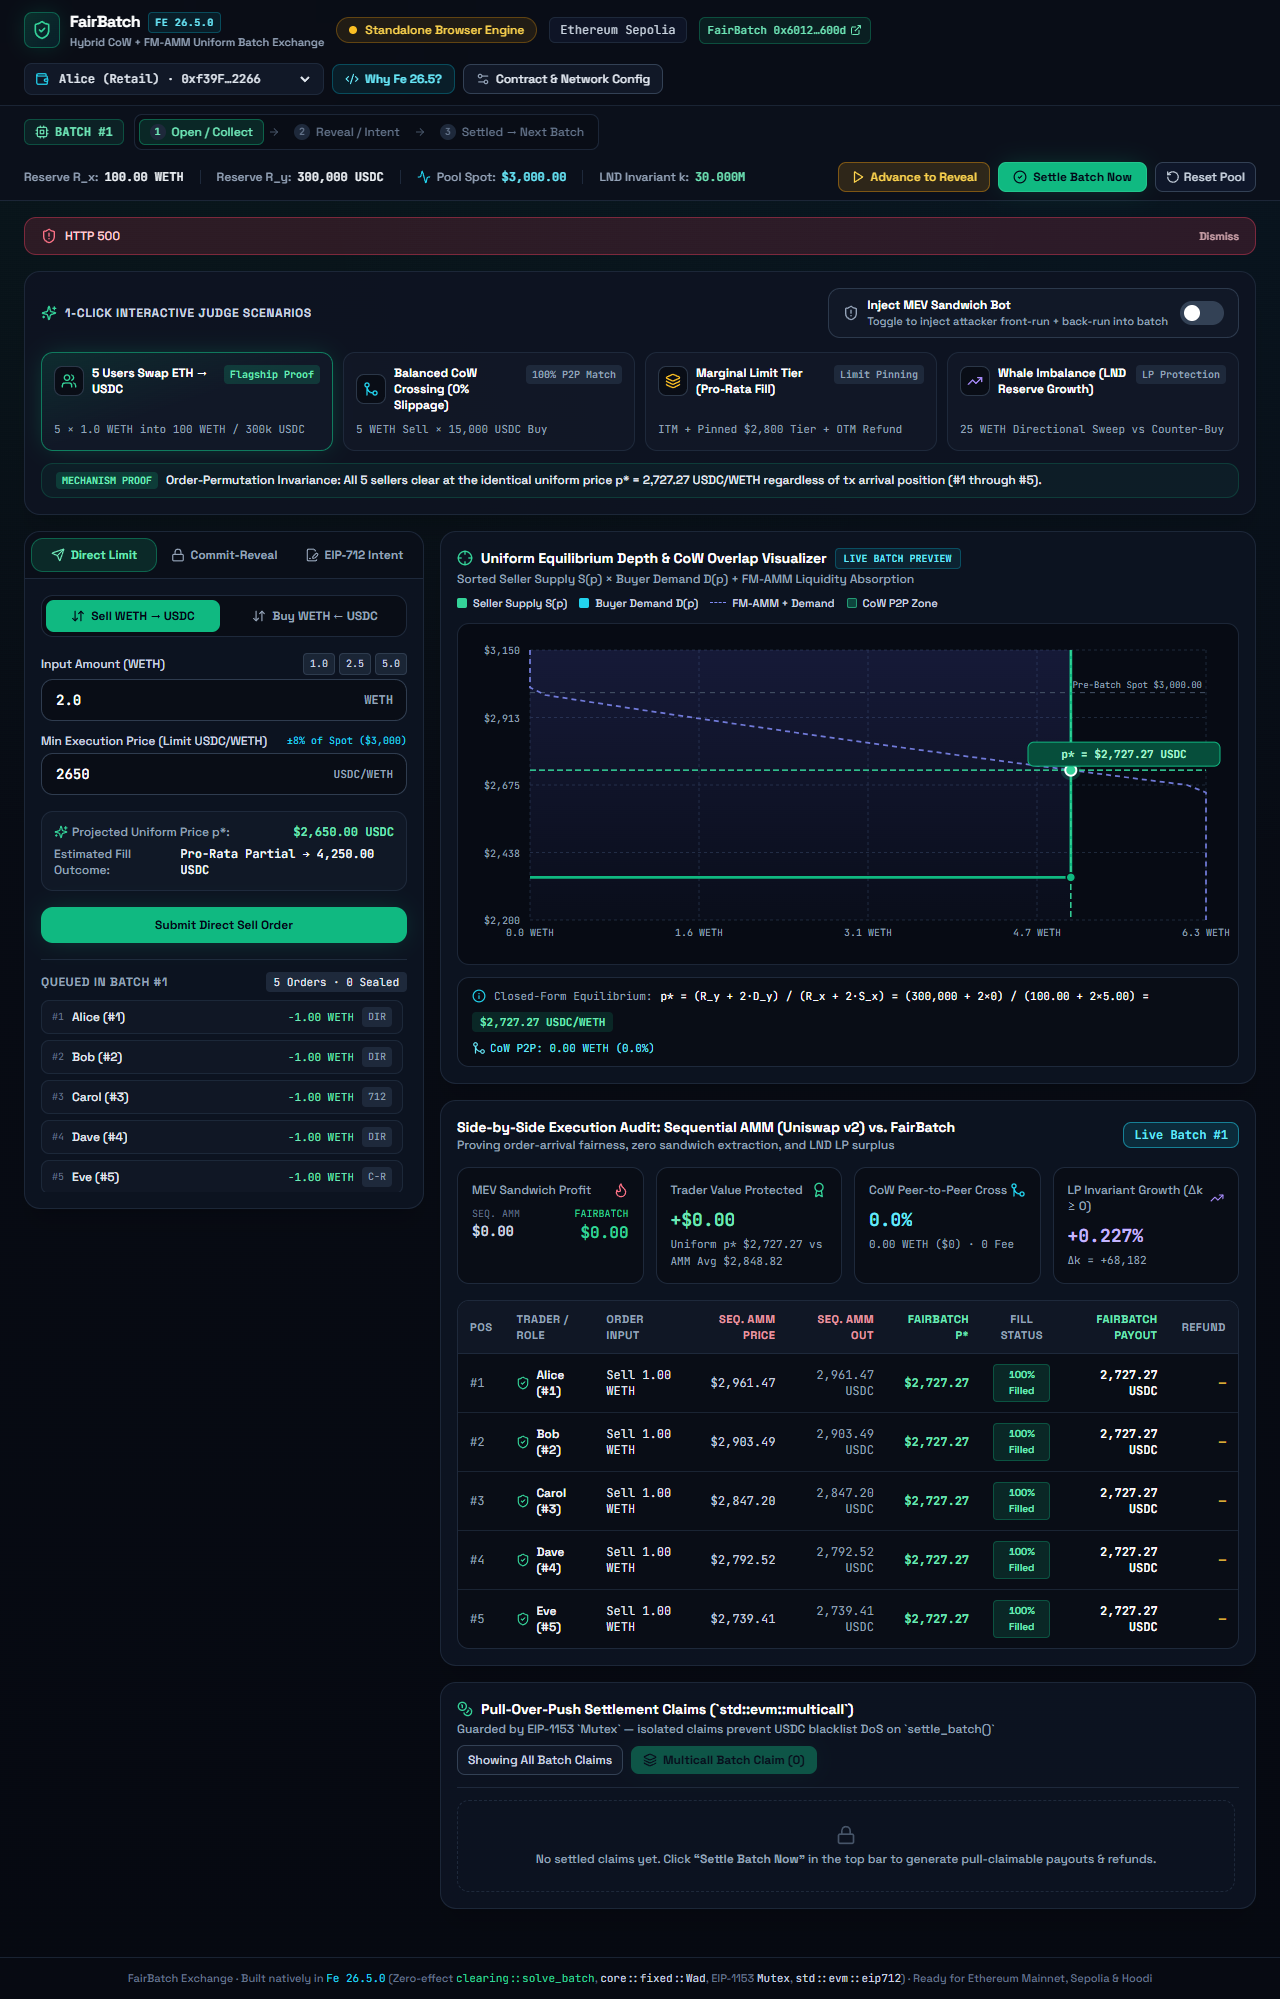 FairBatch FE 26.5.0
Hybrid CoW + FM-AMM Uniform Batch Exchange
Standalone Browser Engine
Ethereum Sepolia
FairBatch 0x6012…600d
Alice (Retail) · 0xf39F…2266
Why Fe 26.5?
Contract & Network Config
BATCH #1
1 Open / Collect → 2 Reveal / Intent → 3 Settled → Next Batch
Reserve R_x: 100.00 WETH
Reserve R_y: 300,000 USDC
Pool Spot: $3,000.00
LND Invariant k: 30.000M
Advance to Reveal
Settle Batch Now
Reset Pool
HTTP 500
Dismiss
1-CLICK INTERACTIVE JUDGE SCENARIOS
Inject MEV Sandwich Bot
Toggle to inject attacker front-run + back-run into batch
5 Users Swap ETH → USDC
Flagship Proof
5 × 1.0 WETH into 100 WETH / 300k USDC
Balanced CoW Crossing (0% Slippage)
100% P2P Match
5 WETH Sell × 15,000 USDC Buy
Marginal Limit Tier (Pro-Rata Fill)
Limit Pinning
ITM + Pinned $2,800 Tier + OTM Refund
Whale Imbalance (LND Reserve Growth)
LP Protection
25 WETH Directional Sweep vs Counter-Buy
MECHANISM PROOF Order-Permutation Invariance: All 5 sellers clear at the identical uniform price p* = 2,727.27 USDC/WETH regardless of tx arrival position (#1 through #5).
Direct Limit
Commit-Reveal
EIP-712 Intent
Sell WETH → USDC
Buy WETH ← USDC
Input Amount (WETH)
1.0 2.5 5.0
2.0 WETH
Min Execution Price (Limit USDC/WETH)
±8% of Spot ($3,000)
2650 USDC/WETH
Projected Uniform Price p*: $2,650.00 USDC
Estimated Fill Outcome: Pro-Rata Partial → 4,250.00 USDC
Submit Direct Sell Order
QUEUED IN BATCH #1
5 Orders · 0 Sealed
#1 Alice (#1) -1.00 WETH DIR
#2 Bob (#2) -1.00 WETH DIR
#3 Carol (#3) -1.00 WETH 712
#4 Dave (#4) -1.00 WETH DIR
#5 Eve (#5) -1.00 WETH C-R
Uniform Equilibrium Depth & CoW Overlap Visualizer
LIVE BATCH PREVIEW
Sorted Seller Supply S(p) × Buyer Demand D(p) + FM-AMM Liquidity Absorption
Seller Supply S(p)
Buyer Demand D(p)
FM-AMM + Demand
CoW P2P Zone
$3,150
Pre-Batch Spot $3,000.00
$2,913
p* = $2,727.27 USDC
$2,675
$2,438
$2,200
0.0 WETH
1.6 WETH
3.1 WETH
4.7 WETH
6.3 WETH
Closed-Form Equilibrium: p* = (R_y + 2·D_y) / (R_x + 2·S_x) = (300,000 + 2×0) / (100.00 + 2×5.00) =
$2,727.27 USDC/WETH
CoW P2P: 0.00 WETH (0.0%)
Side-by-Side Execution Audit: Sequential AMM (Uniswap v2) vs. FairBatch
Proving order-arrival fairness, zero sandwich extraction, and LND LP surplus
Live Batch #1
MEV Sandwich Profit
SEQ. AMM FAIRBATCH
$0.00 $0.00
Trader Value Protected
+$0.00
Uniform p* $2,727.27 vs AMM Avg $2,848.82
CoW Peer-to-Peer Cross
0.0%
0.00 WETH ($0) · 0 Fee
LP Invariant Growth (Δk ≥ 0)
+0.227%
Δk = +68,182
POS TRADER / ROLE ORDER INPUT SEQ. AMM PRICE SEQ. AMM OUT FAIRBATCH P* FILL STATUS FAIRBATCH PAYOUT REFUND
#1 Alice (#1) Sell 1.00 WETH $2,961.47 2,961.47 USDC $2,727.27 100% Filled 2,727.27 USDC —
#2 Bob (#2) Sell 1.00 WETH $2,903.49 2,903.49 USDC $2,727.27 100% Filled 2,727.27 USDC —
#3 Carol (#3) Sell 1.00 WETH $2,847.20 2,847.20 USDC $2,727.27 100% Filled 2,727.27 USDC —
#4 Dave (#4) Sell 1.00 WETH $2,792.52 2,792.52 USDC $2,727.27 100% Filled 2,727.27 USDC —
#5 Eve (#5) Sell 1.00 WETH $2,739.41 2,739.41 USDC $2,727.27 100% Filled 2,727.27 USDC —
Pull-Over-Push Settlement Claims (`std::evm::multicall`)
Guarded by EIP-1153 `Mutex` — isolated claims prevent USDC blacklist DoS on `settle_batch()`
Showing All Batch Claims
Multicall Batch Claim (0)
No settled claims yet. Click “Settle Batch Now” in the top bar to generate pull-claimable payouts & refunds.
FairBatch Exchange · Built natively in Fe 26.5.0 (Zero-effect clearing::solve_batch, core::fixed::Wad, EIP-1153 Mutex, std::evm::eip712) · Ready for Ethereum Mainnet, Sepolia & Hoodi